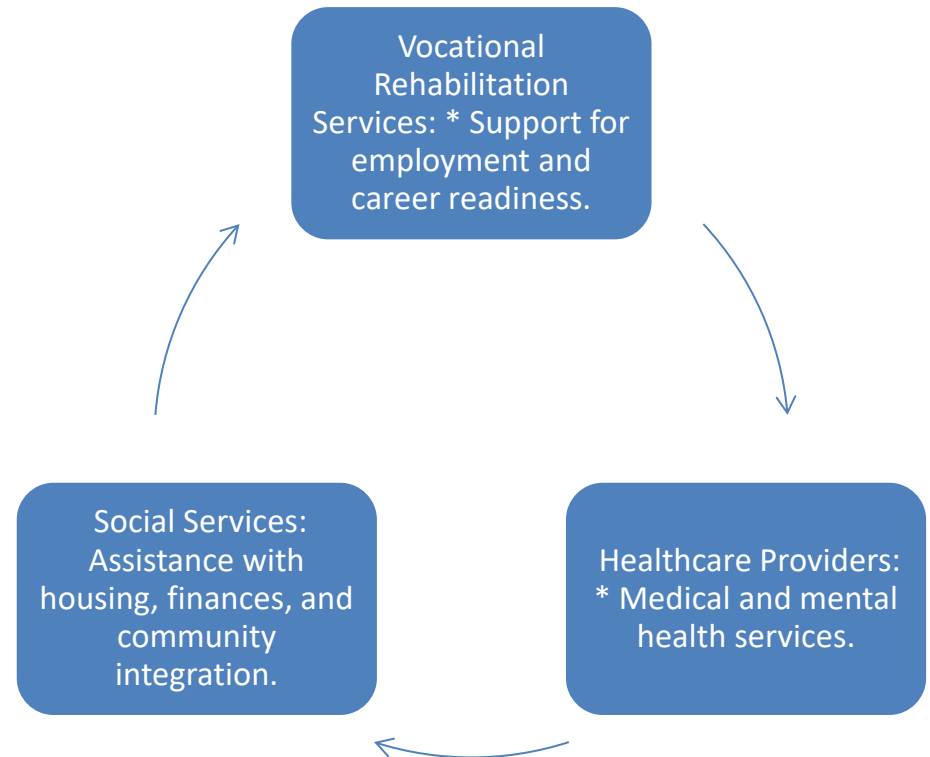 Vocational
Rehabilitation
Services: * Support for
employment and
career readiness.
Social Services:
Assistance with
housing, finances, and
community
integration.
Healthcare Providers:
* Medical and mental
health services.